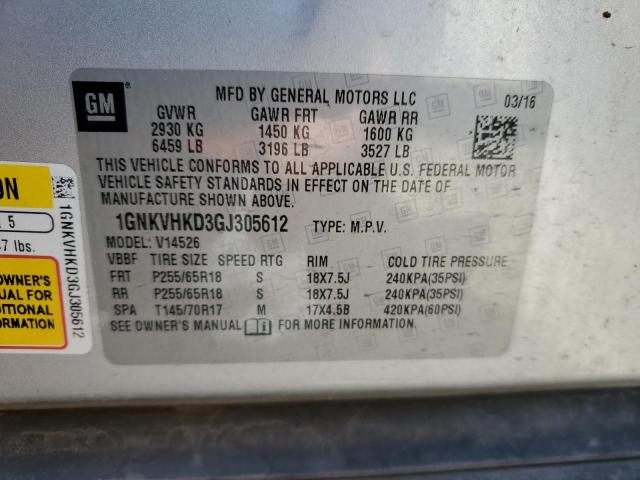 GM
MFD BY GENERAL MOTORS LLC 03/16
GVWR GAWR FRT GAWR RR
2930 KG 1450 KG 1600 KG
6459 LB 3196 LB 3527 LB
THIS VEHICLE CONFORMS TO ALL APPLICABLE U.S. FEDERAL MOTOR
VEHICLE SAFETY STANDARDS IN EFFECT ON THE DATE OF
MANUFACTURE SHOWN ABOVE.
1GNKVHKD3GJ305612 TYPE: M.P.V.
MODEL: V14526
VBBF TIRE SIZE SPEED RTG RIM COLD TIRE PRESSURE
FRT P255/65R18 S 18X7.5J 240KPA(35PSI)
RR P255/65R18 S 18X7.5J 240KPA(35PSI)
SPA T145/70R17 M 17X4.5B 420KPA(60PSI)
SEE OWNER'S MANUAL FOR MORE INFORMATION.
5
lbs.
OWNER'S
FOR
1GNKVHKD3GJ305612